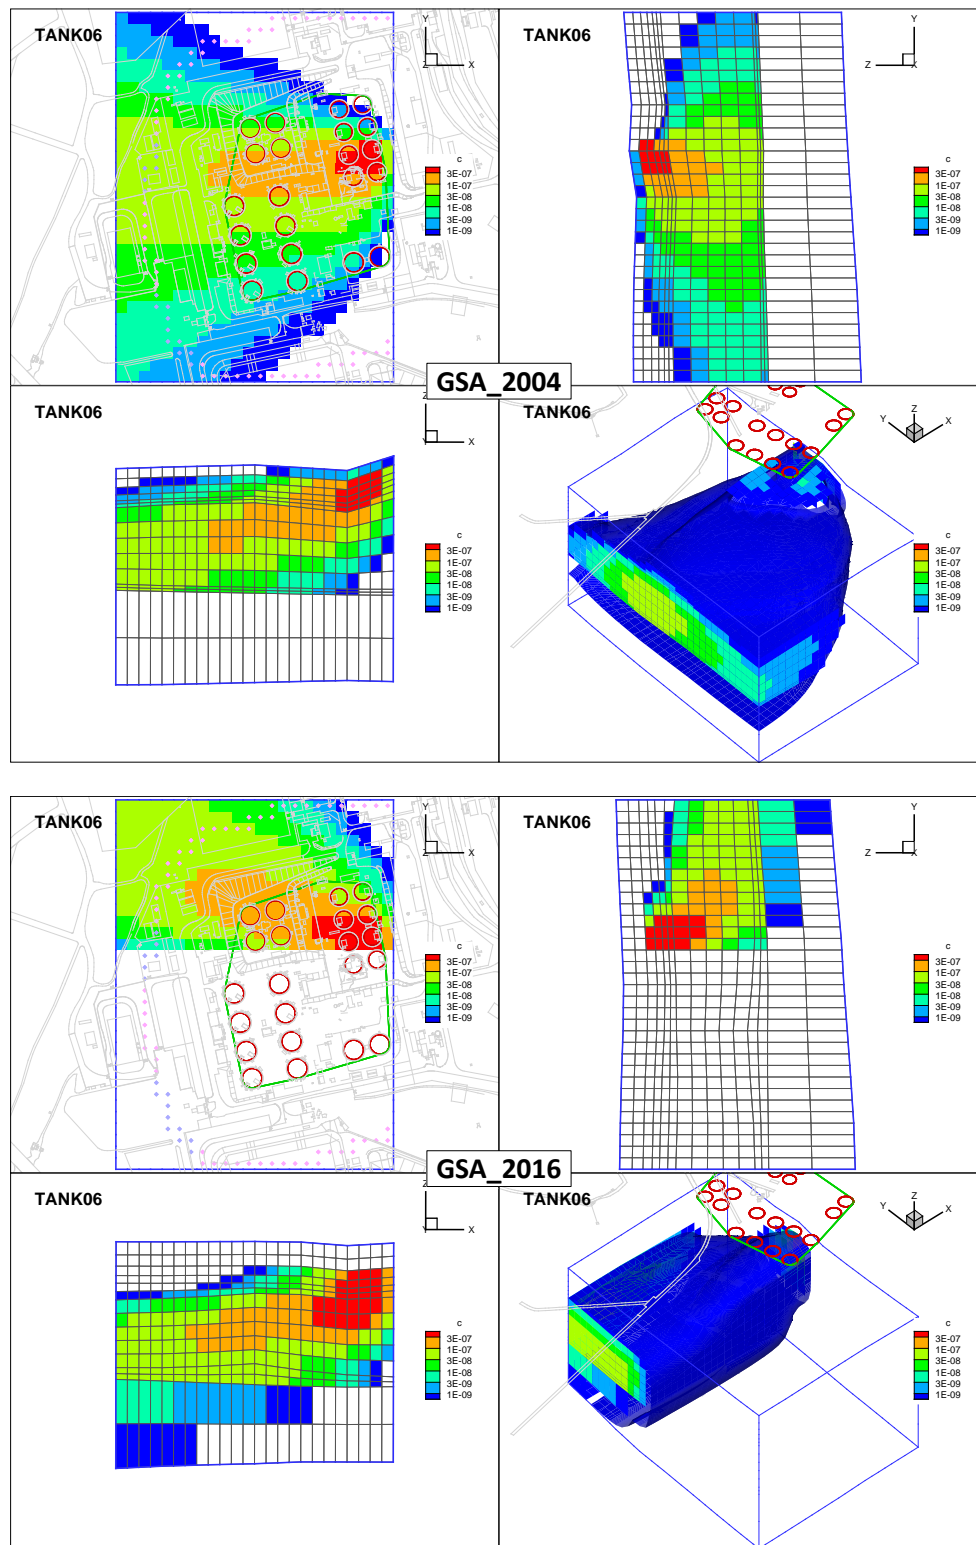 TANK06
Y
Z
X
c
3E-07
1E-07
3E-08
1E-08
3E-09
1E-09
TANK06
Y
Z
X
c
3E-07
1E-07
3E-08
1E-08
3E-09
1E-09
GSA_2004
TANK06
Z
Y
X
c
3E-07
1E-07
3E-08
1E-08
3E-09
1E-09
TANK06
Z
Y
X
c
3E-07
1E-07
3E-08
1E-08
3E-09
1E-09
TANK06
Y
Z
X
c
3E-07
1E-07
3E-08
1E-08
3E-09
1E-09
TANK06
Y
Z
X
c
3E-07
1E-07
3E-08
1E-08
3E-09
1E-09
GSA_2016
TANK06
Z
Y
X
c
3E-07
1E-07
3E-08
1E-08
3E-09
1E-09
TANK06
Z
Y
X
c
3E-07
1E-07
3E-08
1E-08
3E-09
1E-09